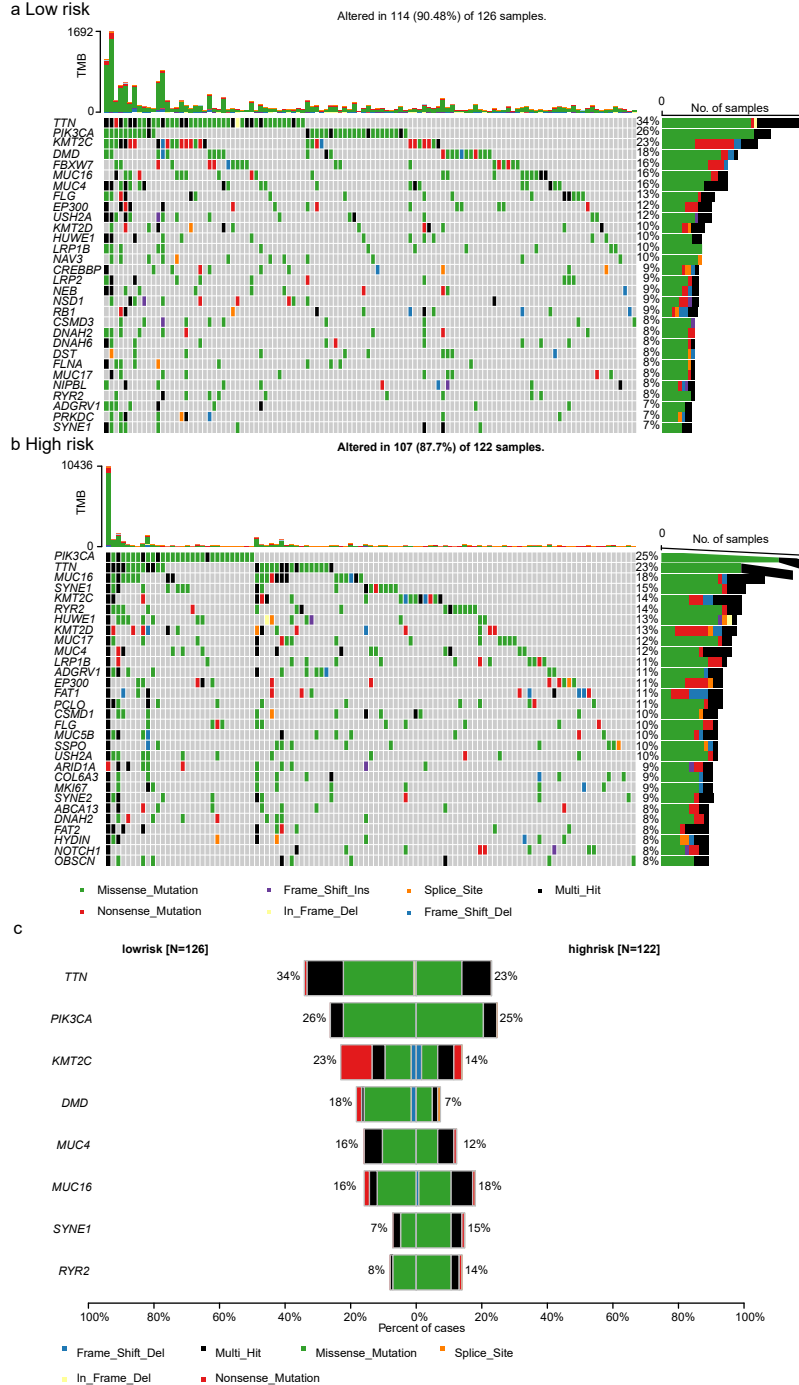 a Low risk
Altered in 114 (90.48%) of 126 samples.
1692
TMB
0
0
No. of samples
TTN 34%
PIK3CA 26%
KMT2C 23%
DMD 18%
FBXW7 16%
MUC16 16%
MUC4 16%
FLG 13%
EP300 12%
USH2A 12%
KMT2D 10%
HUWE1 10%
LRP1B 10%
NAV3 10%
CREBBP 9%
LRP2 9%
NEB 9%
NSD1 9%
RB1 9%
CSMD3 8%
DNAH2 8%
DNAH6 8%
DST 8%
FLNA 8%
MUC17 8%
NIPBL 8%
RYR2 8%
ADGRV1 7%
PRKDC 7%
SYNE1 7%
b High risk
Altered in 107 (87.7%) of 122 samples.
10436
TMB
0
0
No. of samples
PIK3CA 25%
TTN 23%
MUC16 18%
SYNE1 15%
KMT2C 14%
RYR2 14%
HUWE1 13%
KMT2D 13%
MUC17 12%
MUC4 12%
LRP1B 11%
ADGRV1 11%
EP300 11%
FAT1 11%
PCLO 11%
CSMD1 10%
FLG 10%
MUC5B 10%
SSPO 10%
USH2A 10%
ARID1A 9%
COL6A3 9%
MKI67 9%
SYNE2 9%
ABCA13 8%
DNAH2 8%
FAT2 8%
HYDIN 8%
NOTCH1 8%
OBSCN 8%
Missense_Mutation Frame_Shift_Ins Splice_Site Multi_Hit
Nonsense_Mutation In_Frame_Del Frame_Shift_Del
c
lowrisk [N=126] highrisk [N=122]
TTN 34% 23%
PIK3CA 26% 25%
KMT2C 23% 14%
DMD 18% 7%
MUC4 16% 12%
MUC16 16% 18%
SYNE1 7% 15%
RYR2 8% 14%
100% 80% 60% 40% 20% 0% 20% 40% 60% 80% 100%
Percent of cases
Frame_Shift_Del Multi_Hit Missense_Mutation Splice_Site
In_Frame_Del Nonsense_Mutation